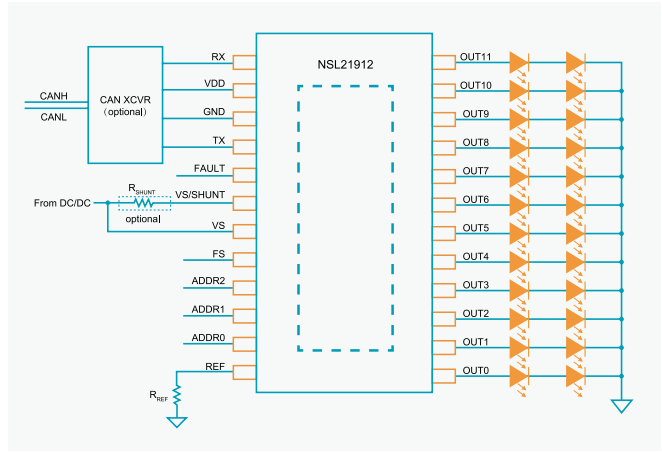 NSL21912
CANH
CANL
CAN XCVR
(optional)
RX
VDD
GND
TX
FAULT
From DC/DC
RSHUNT
optional
VS/SHUNT
VS
FS
ADDR2
ADDR1
ADDR0
REF
RREF
OUT11
OUT10
OUT9
OUT8
OUT7
OUT6
OUT5
OUT4
OUT3
OUT2
OUT1
OUT0